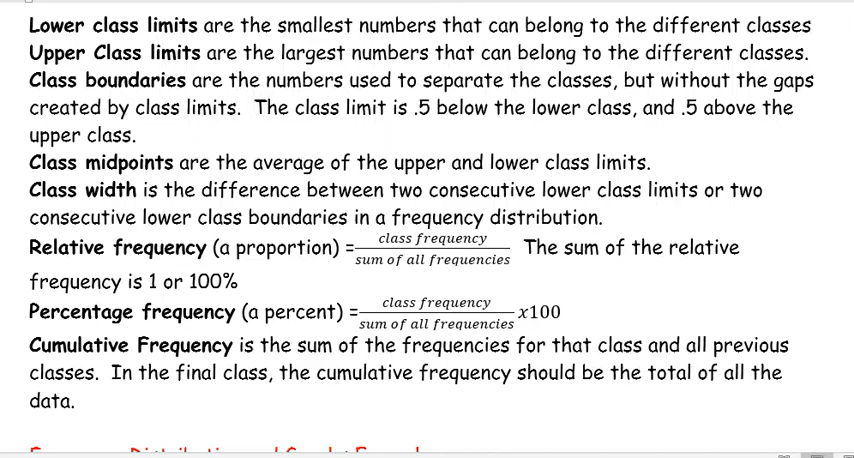 Lower class limits are the smallest numbers that can belong to the different classes
Upper Class limits are the largest numbers that can belong to the different classes.
Class boundaries are the numbers used to separate the classes, but without the gaps
created by class limits.  The class limit is .5 below the lower class, and .5 above the
upper class.
Class midpoints are the average of the upper and lower class limits.
Class width is the difference between two consecutive lower class limits or two
consecutive lower class boundaries in a frequency distribution.
Relative frequency (a proportion) = class frequency / sum of all frequencies  The sum of the relative
frequency is 1 or 100%
Percentage frequency (a percent) = class frequency / sum of all frequencies x100
Cumulative Frequency is the sum of the frequencies for that class and all previous
classes.  In the final class, the cumulative frequency should be the total of all the
data.